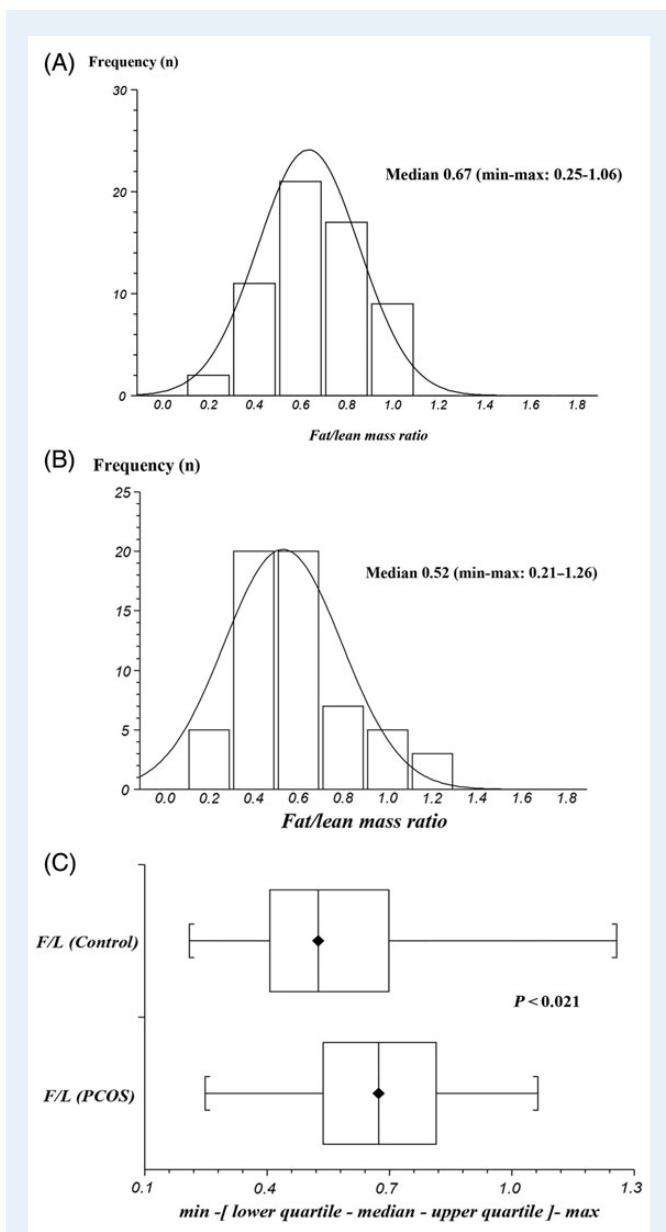 (A) Frequency (n)
30
Median 0.67 (min-max: 0.25-1.06)
20
10
0
0.0 0.2 0.4 0.6 0.8 1.0 1.2 1.4 1.6 1.8
Fat/lean mass ratio
(B) Frequency (n)
25
20
Median 0.52 (min-max: 0.21–1.26)
15
10
5
0
0.0 0.2 0.4 0.6 0.8 1.0 1.2 1.4 1.6 1.8
Fat/lean mass ratio
(C)
F/L (Control)
P < 0.021
F/L (PCOS)
0.1 0.4 0.7 1.0 1.3
min -[ lower quartile - median - upper quartile ]- max